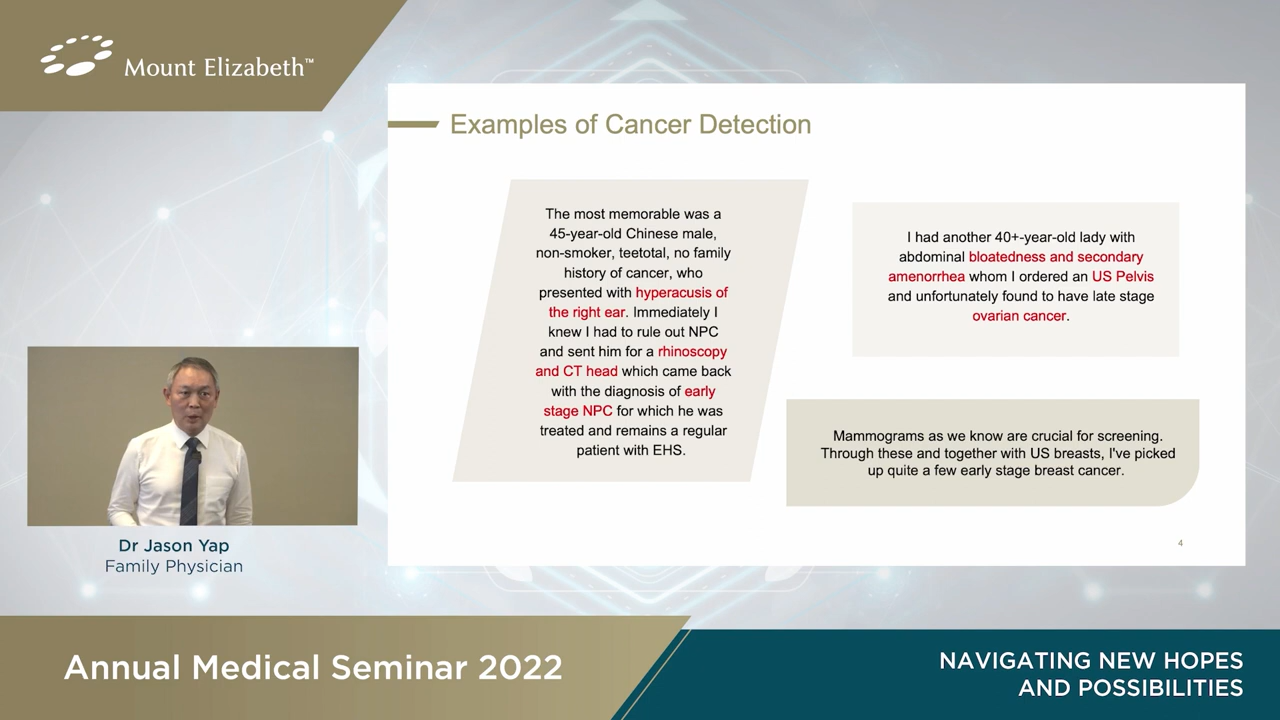 Mount Elizabeth™
Examples of Cancer Detection
The most memorable was a
45-year-old Chinese male,
non-smoker, teetotal, no family
history of cancer, who
presented with hyperacusis of
the right ear. Immediately I
knew I had to rule out NPC
and sent him for a rhinoscopy
and CT head which came back
with the diagnosis of early
stage NPC for which he was
treated and remains a regular
patient with EHS.
I had another 40+-year-old lady with
abdominal bloatedness and secondary
amenorrhea whom I ordered an US Pelvis
and unfortunately found to have late stage
ovarian cancer.
Mammograms as we know are crucial for screening.
Through these and together with US breasts, I've picked
up quite a few early stage breast cancer.
4
Dr Jason Yap
Family Physician
Annual Medical Seminar 2022
NAVIGATING NEW HOPES
AND POSSIBILITIES